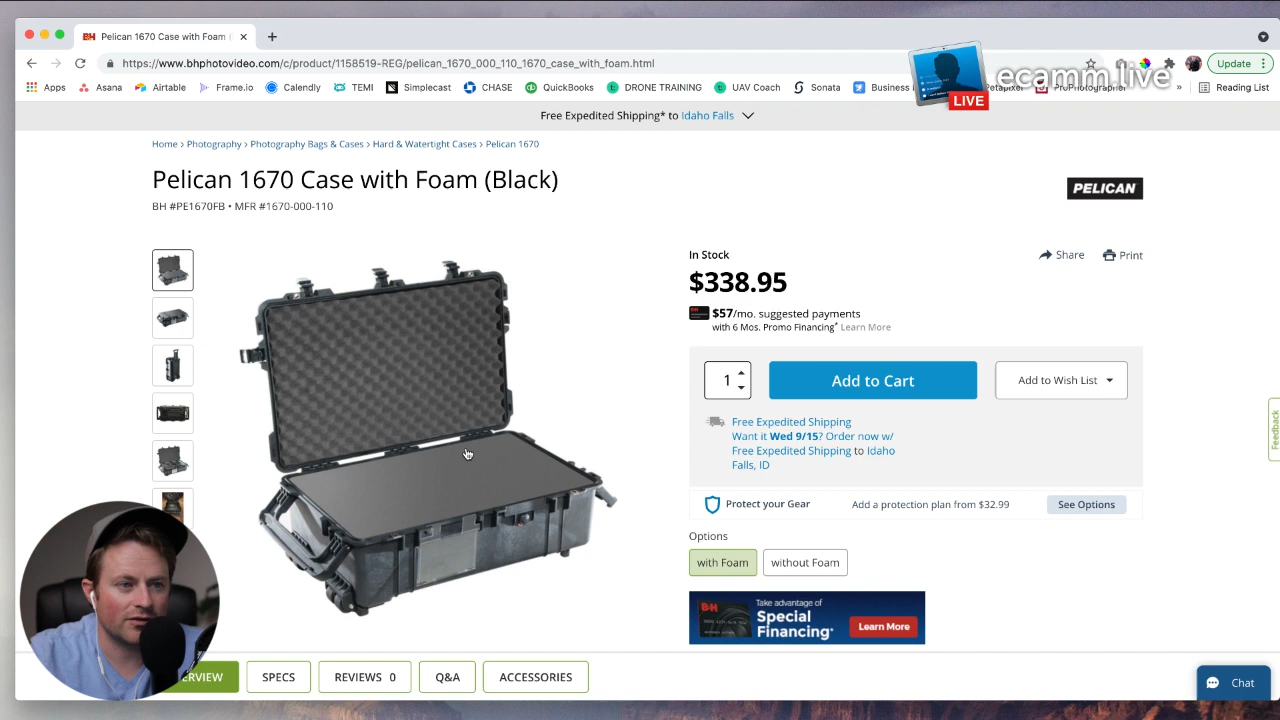 Pelican 1670 Case with Foam (
https://www.bhphotovideo.com/c/product/1158519-REG/pelican_1670_000_110_1670_case_with_foam.html
Update
Apps
Asana
Airtable
Frame.io
Calendly
TEMI
Simplecast
CHASE
QuickBooks
DRONE TRAINING
UAV Coach
Sonata
Business
ProPhotographer
»
Reading List
ecamm.live
LIVE
Free Expedited Shipping* to Idaho Falls
Home › Photography › Photography Bags & Cases › Hard & Watertight Cases › Pelican 1670
Pelican 1670 Case with Foam (Black)
BH #PE1670FB • MFR #1670-000-110
PELICAN
In Stock
Share
Print
$338.95
$57/mo. suggested payments
with 6 Mos. Promo Financing* Learn More
1
Add to Cart
Add to Wish List
Free Expedited Shipping
Want it Wed 9/15? Order now w/
Free Expedited Shipping to Idaho
Falls, ID
Feedback
Protect your Gear
Add a protection plan from $32.99
See Options
Options
with Foam
without Foam
BH
Take advantage of
Special
Financing*
Learn More
ERVIEW
SPECS
REVIEWS 0
Q&A
ACCESSORIES
Chat